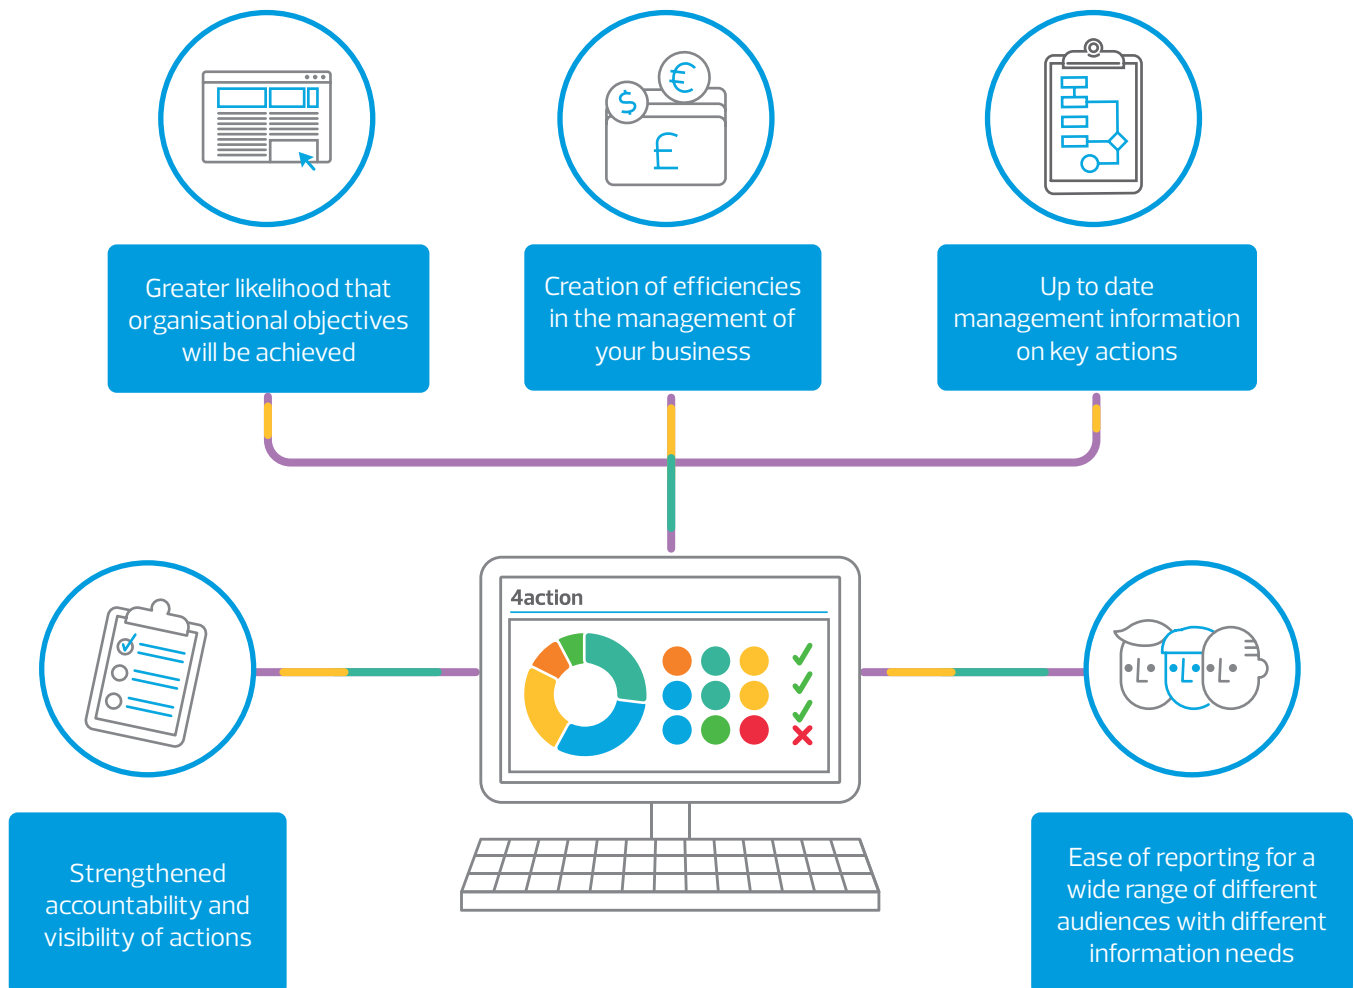 $
€
£
Greater likelihood that
organisational objectives
will be achieved
Creation of efficiencies
in the management of
your business
Up to date
management information
on key actions
4action
Strengthened
accountability and
visibility of actions
Ease of reporting for a
wide range of different
audiences with different
information needs